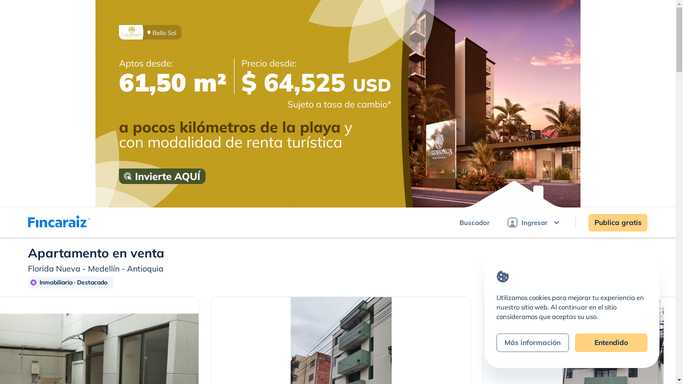 Bello Sol
Aptos desde:
61,50 m²
Precio desde:
$ 64,525 USD
Sujeto a tasa de cambio*
a pocos kilómetros de la playa y
con modalidad de renta turística
Invierte AQUÍ
Fincaraiz
Buscador
Ingresar
Publica gratis
Apartamento en venta
Florida Nueva - Medellín - Antioquia
Inmobiliaria · Destacado
Utilizamos cookies para mejorar tu experiencia en
nuestro sitio web. Al continuar en el sitio
consideramos que aceptas su uso.
Más información
Entendido